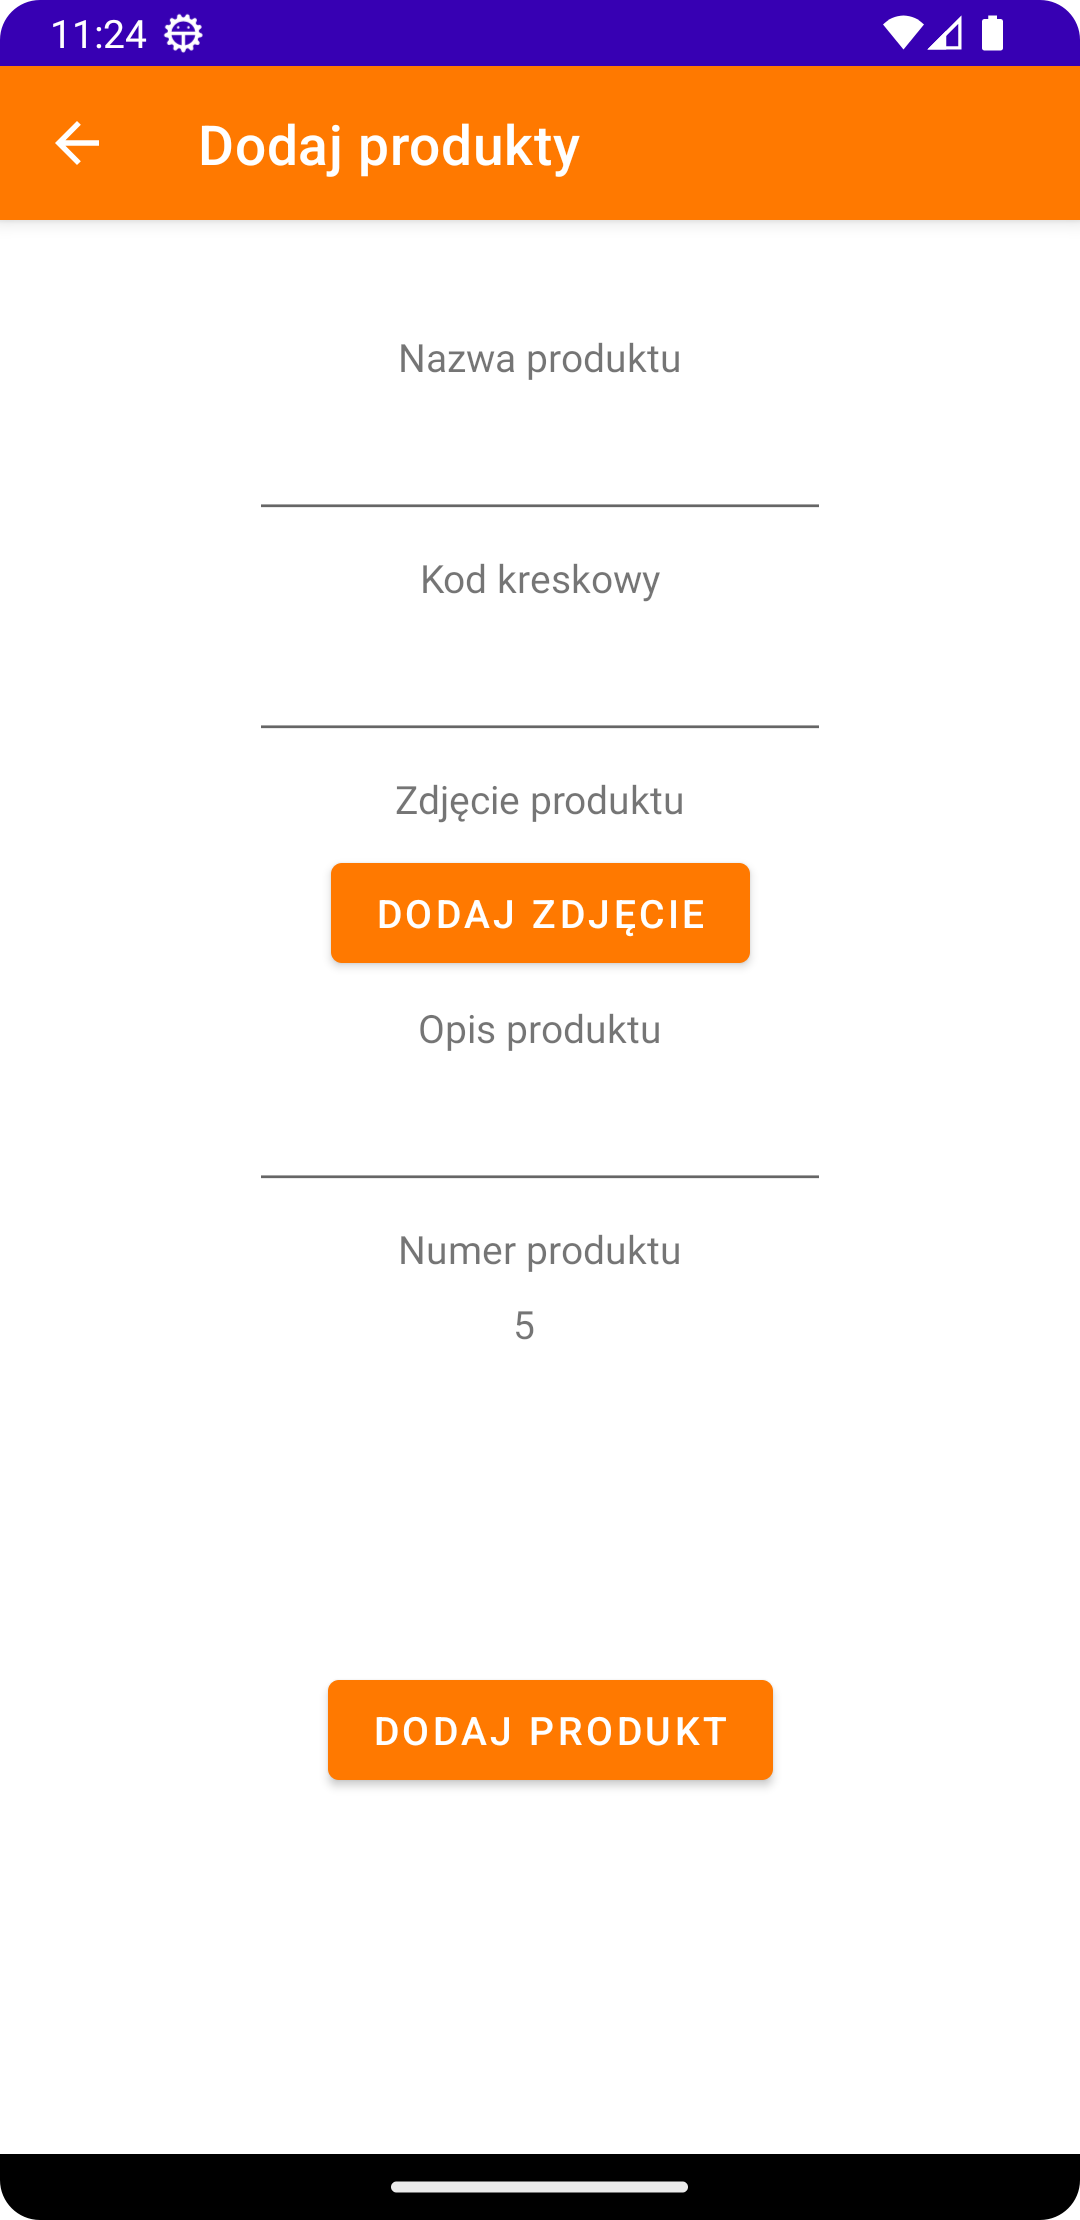 11:24
Dodaj produkty
Nazwa produktu
Kod kreskowy
Zdjęcie produktu
DODAJ ZDJĘCIE
Opis produktu
Numer produktu
5
DODAJ PRODUKT